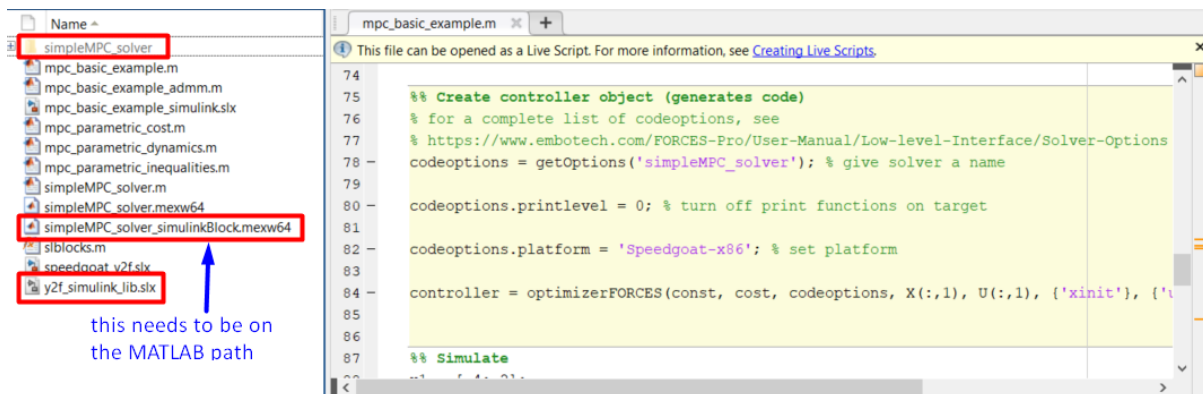 Name
simpleMPC_solver
mpc_basic_example.m
mpc_basic_example_admm.m
mpc_basic_example_simulink.slx
mpc_parametric_cost.m
mpc_parametric_dynamics.m
mpc_parametric_inequalities.m
simpleMPC_solver.m
simpleMPC_solver.mexw64
simpleMPC_solver_simulinkBlock.mexw64
slblocks.m
speedgoat_y2f.slx
y2f_simulink_lib.slx
this needs to be on
the MATLAB path
mpc_basic_example.m
This file can be opened as a Live Script. For more information, see Creating Live Scripts.
74
75 %% Create controller object (generates code)
76 % for a complete list of codeoptions, see
77 % https://www.embotech.com/FORCES-Pro/User-Manual/Low-level-Interface/Solver-Options
78 - codeoptions = getOptions('simpleMPC_solver'); % give solver a name
79
80 - codeoptions.printlevel = 0; % turn off print functions on target
81
82 - codeoptions.platform = 'Speedgoat-x86'; % set platform
83
84 - controller = optimizerFORCES(const, cost, codeoptions, X(:,1), U(:,1), {'xinit'}, {'u
85
86
87 %% Simulate